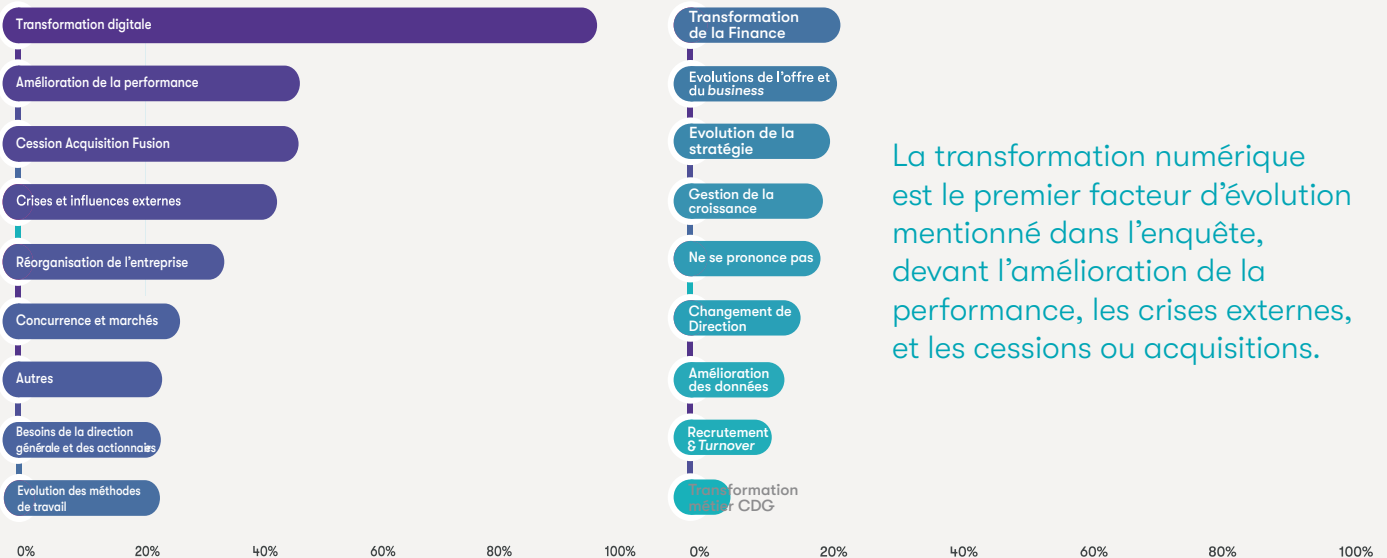 Transformation digitale
Amélioration de la performance
Cession Acquisition Fusion
Crises et influences externes
Réorganisation de l'entreprise
Concurrence et marchés
Autres
Besoins de la direction
générale et des actionnaires
Evolution des méthodes
de travail
0% 20% 40% 60% 80% 100%
Transformation
de la Finance
Evolutions de l'offre et
du business
Evolution de la
stratégie
Gestion de la
croissance
Ne se prononce pas
Changement de
Direction
Amélioration
des données
Recrutement
& Turnover
Transformation
métier CDG
0% 20% 40% 60% 80% 100%
La transformation numérique
est le premier facteur d'évolution
mentionné dans l'enquête,
devant l'amélioration de la
performance, les crises externes,
et les cessions ou acquisitions.